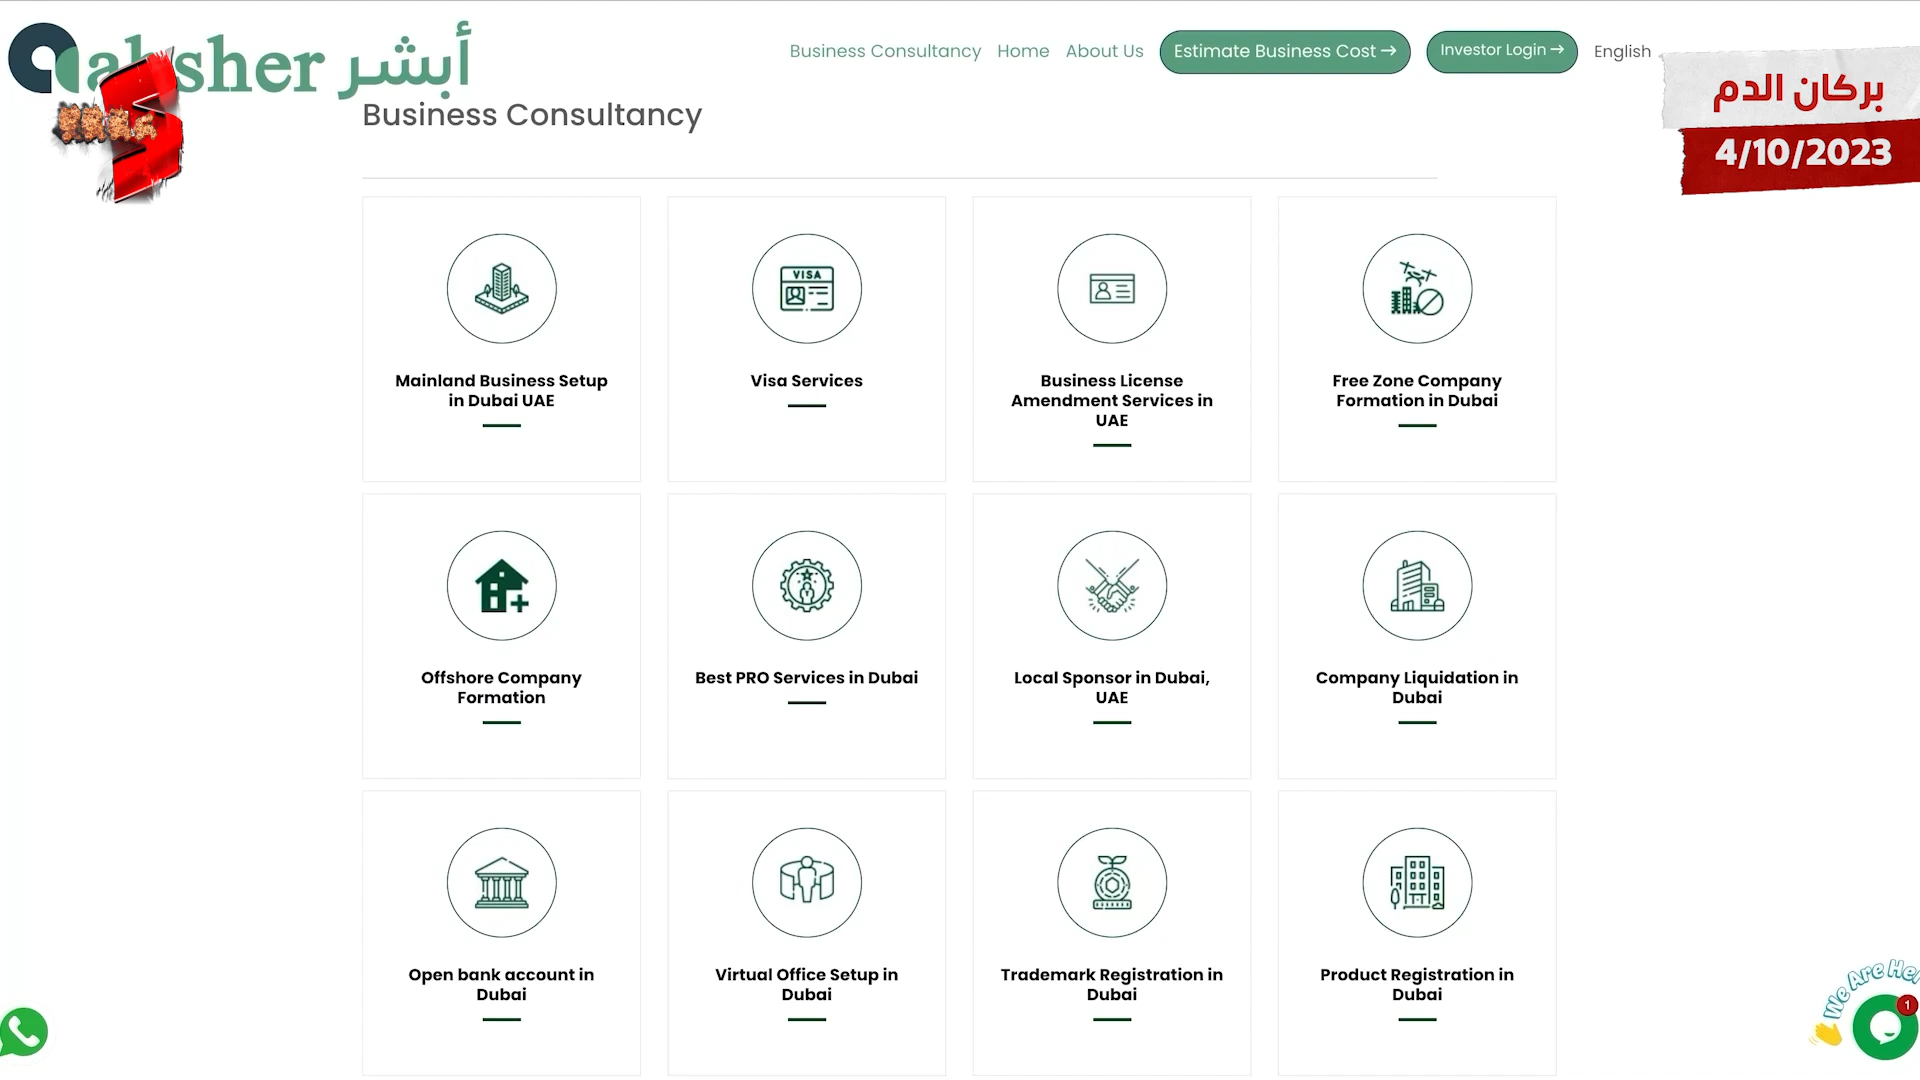 absher أبشر
Business Consultancy
Home
About Us
Estimate Business Cost →
Investor Login →
English
بركان الدم
4/10/2023
Business Consultancy
VISA
Mainland Business Setup
in Dubai UAE
Visa Services
Business License
Amendment Services in
UAE
Free Zone Company
Formation in Dubai
Offshore Company
Formation
Best PRO Services in Dubai
Local Sponsor in Dubai,
UAE
Company Liquidation in
Dubai
Open bank account in
Dubai
Virtual Office Setup in
Dubai
Trademark Registration in
Dubai
Product Registration in
Dubai
We Are He
1